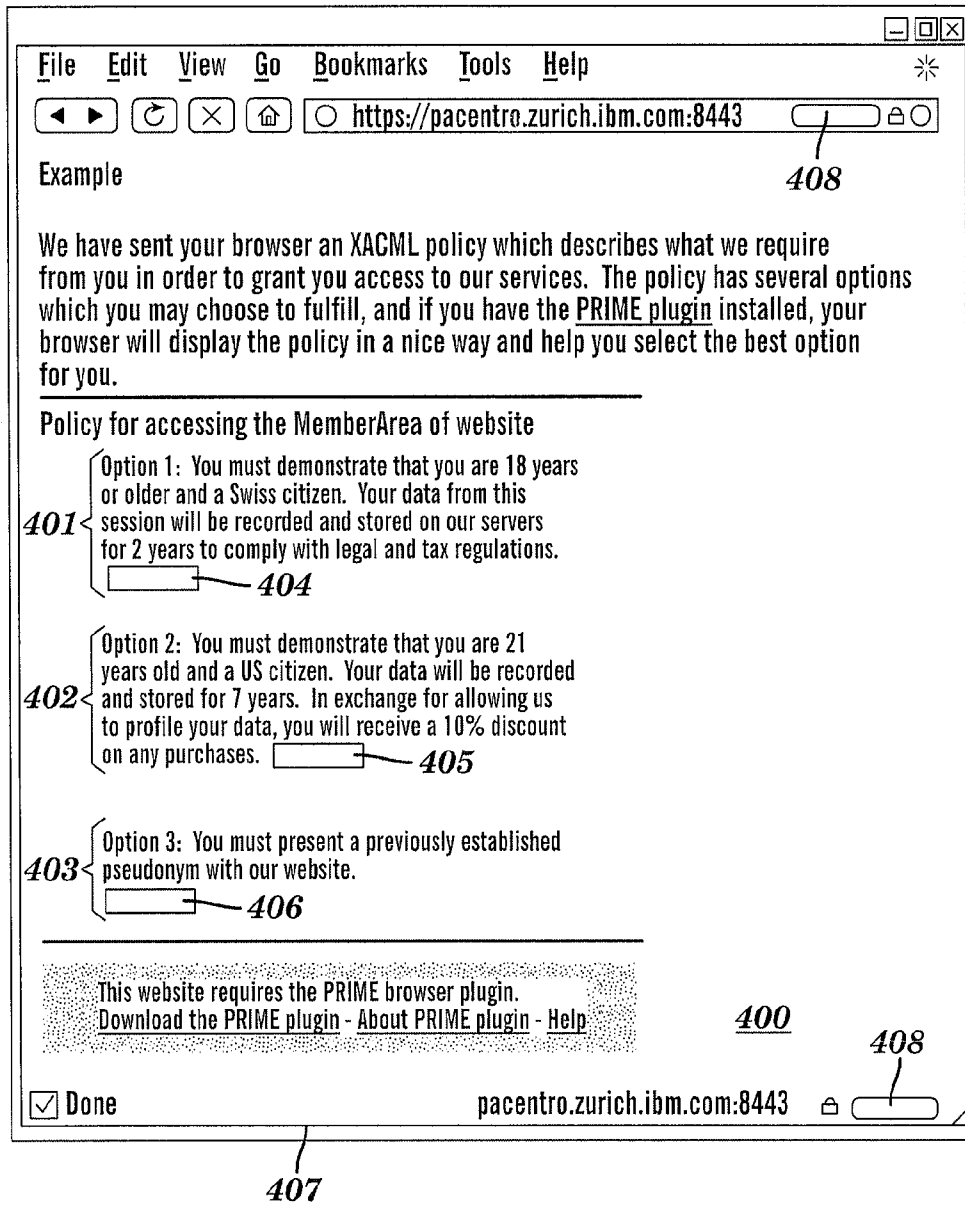 File Edit View Go Bookmarks Tools Help
https://pacentro.zurich.ibm.com:8443
408
Example
We have sent your browser an XACML policy which describes what we require
from you in order to grant you access to our services. The policy has several options
which you may choose to fulfill, and if you have the PRIME plugin installed, your
browser will display the policy in a nice way and help you select the best option
for you.
Policy for accessing the MemberArea of website
401
Option 1: You must demonstrate that you are 18 years
or older and a Swiss citizen. Your data from this
session will be recorded and stored on our servers
for 2 years to comply with legal and tax regulations.
404
402
Option 2: You must demonstrate that you are 21
years old and a US citizen. Your data will be recorded
and stored for 7 years. In exchange for allowing us
to profile your data, you will receive a 10% discount
on any purchases.
405
403
Option 3: You must present a previously established
pseudonym with our website.
406
This website requires the PRIME browser plugin.
Download the PRIME plugin - About PRIME plugin - Help
400
408
Done pacentro.zurich.ibm.com:8443
407